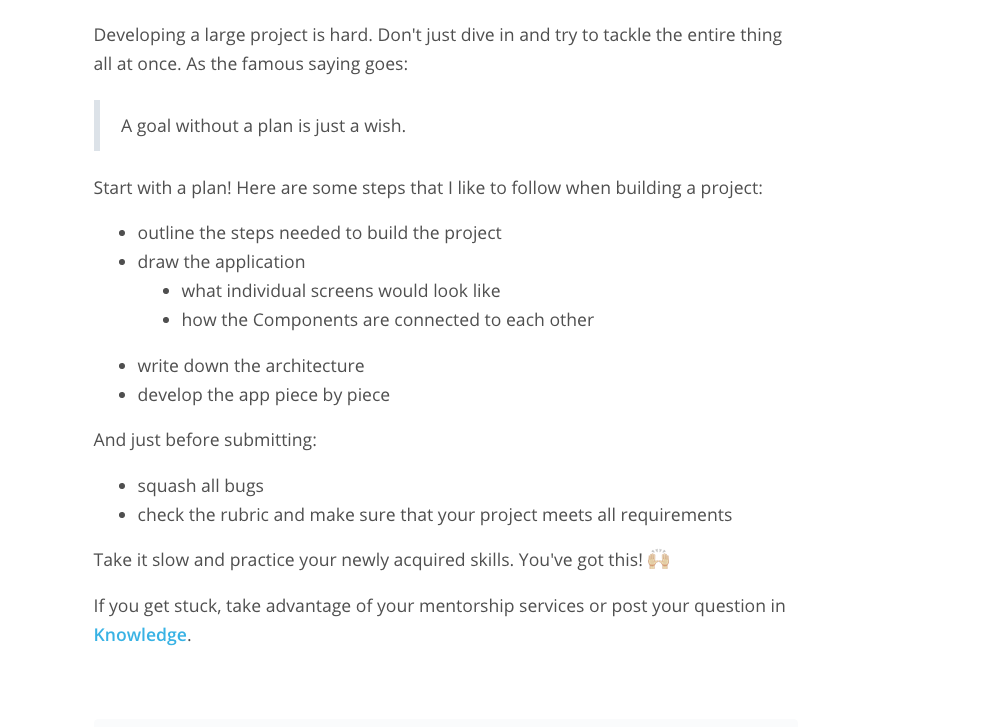 Developing a large project is hard. Don't just dive in and try to tackle the entire thing
all at once. As the famous saying goes:
A goal without a plan is just a wish.
Start with a plan! Here are some steps that I like to follow when building a project:
• outline the steps needed to build the project
• draw the application
• what individual screens would look like
• how the Components are connected to each other
• write down the architecture
• develop the app piece by piece
And just before submitting:
• squash all bugs
• check the rubric and make sure that your project meets all requirements
Take it slow and practice your newly acquired skills. You've got this! 🙌🏼
If you get stuck, take advantage of your mentorship services or post your question in
Knowledge.